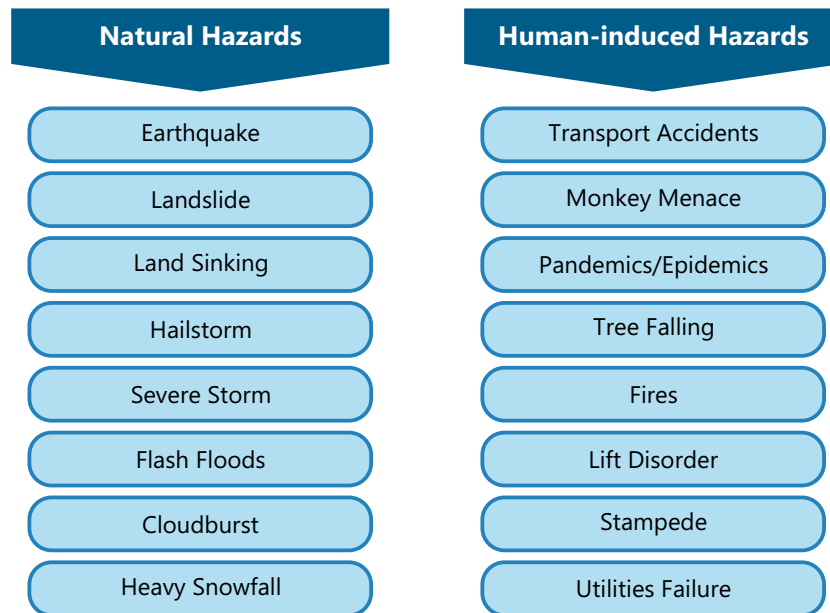 Natural Hazards
Earthquake
Landslide
Land Sinking
Hailstorm
Severe Storm
Flash Floods
Cloudburst
Heavy Snowfall
Human-induced Hazards
Transport Accidents
Monkey Menace
Pandemics/Epidemics
Tree Falling
Fires
Lift Disorder
Stampede
Utilities Failure